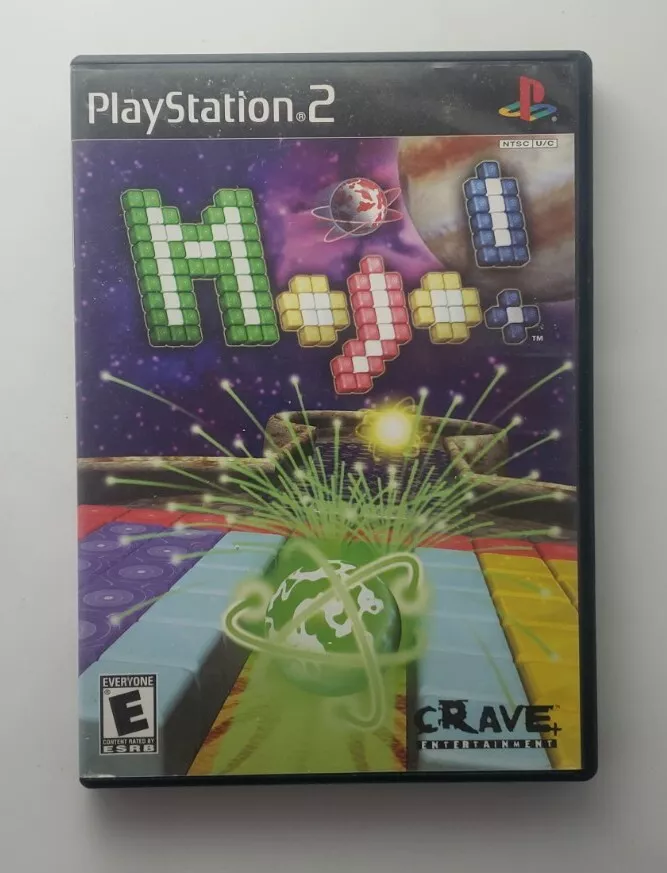 PlayStation®2
NTSC U/C
Mojo!
TM
EVERYONE
E
CONTENT RATED BY
ESRB
CRAVE
ENTERTAINMENT